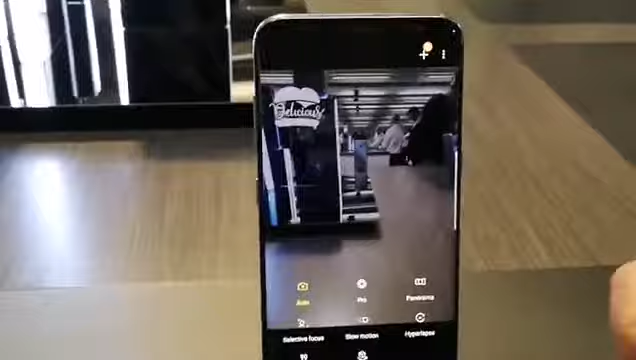 Delicious
Auto
Pro
Panorama
Selective focus
Slow motion
Hyperlapse